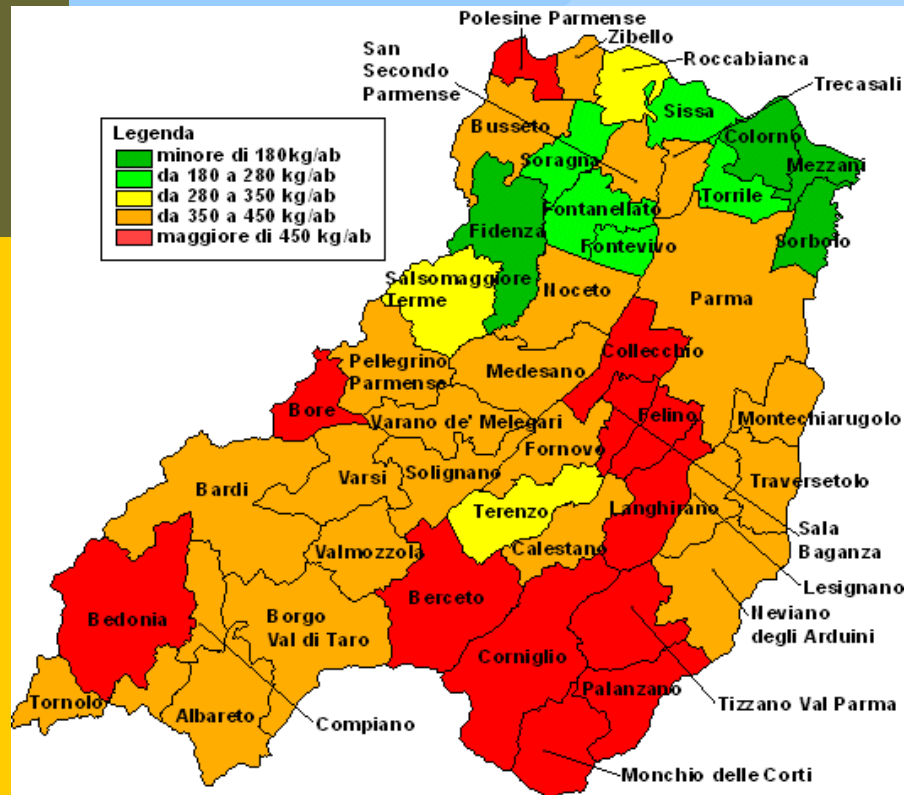 Polesine Parmense
Zibello
San
Secondo
Parmense
Roccabianca
Trecasali
Legenda
minore di 180kg/ab
da 180 a 280 kg/ab
da 280 a 350 kg/ab
da 350 a 450 kg/ab
maggiore di 450 kg/ab
Busseto
Sissa
Colorno
Mezzani
Soragna
Torrile
Fontanellato
Fidenza
Fontevivo
Sorbolo
Salsomaggiore
Terme
Noceto
Parma
Collecchio
Pellegrino
Parmense
Medesano
Bore
Varano de' Melegari
Felino
Montechiarugolo
Fornovo
Solignano
Varsi
Bardi
Traversetolo
Langhirano
Terenzo
Sala
Baganza
Calestano
Valmozzola
Lesignano
Berceto
Bedonia
Borgo
Val di Taro
Neviano
degli Arduini
Corniglio
Palanzano
Tornolo
Albareto
Compiano
Tizzano Val Parma
Monchio delle Corti